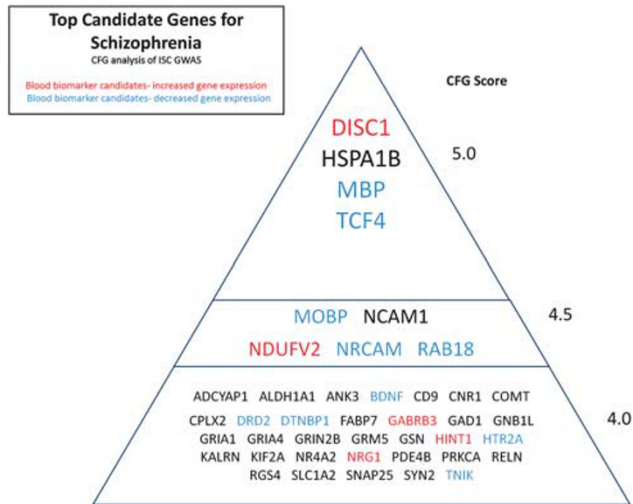 Top Candidate Genes for
Schizophrenia
CFG analysis of ISC GWAS
Blood biomarker candidates- increased gene expression
Blood biomarker candidates- decreased gene expression
CFG Score
DISC1
HSPA1B
5.0
MBP
TCF4
4.5
MOBP NCAM1
NDUFV2 NRCAM RAB18
ADCYAP1 ALDH1A1 ANK3 BDNF CD9 CNR1 COMT
4.0
CPLX2 DRD2 DTNBP1 FABP7 GABRB3 GAD1 GNB1L
GRIA1 GRIA4 GRIN2B GRM5 GSN HINT1 HTR2A
KALRN KIF2A NR4A2 NRG1 PDE4B PRKCA RELN
RGS4 SLC1A2 SNAP25 SYN2 TNIK